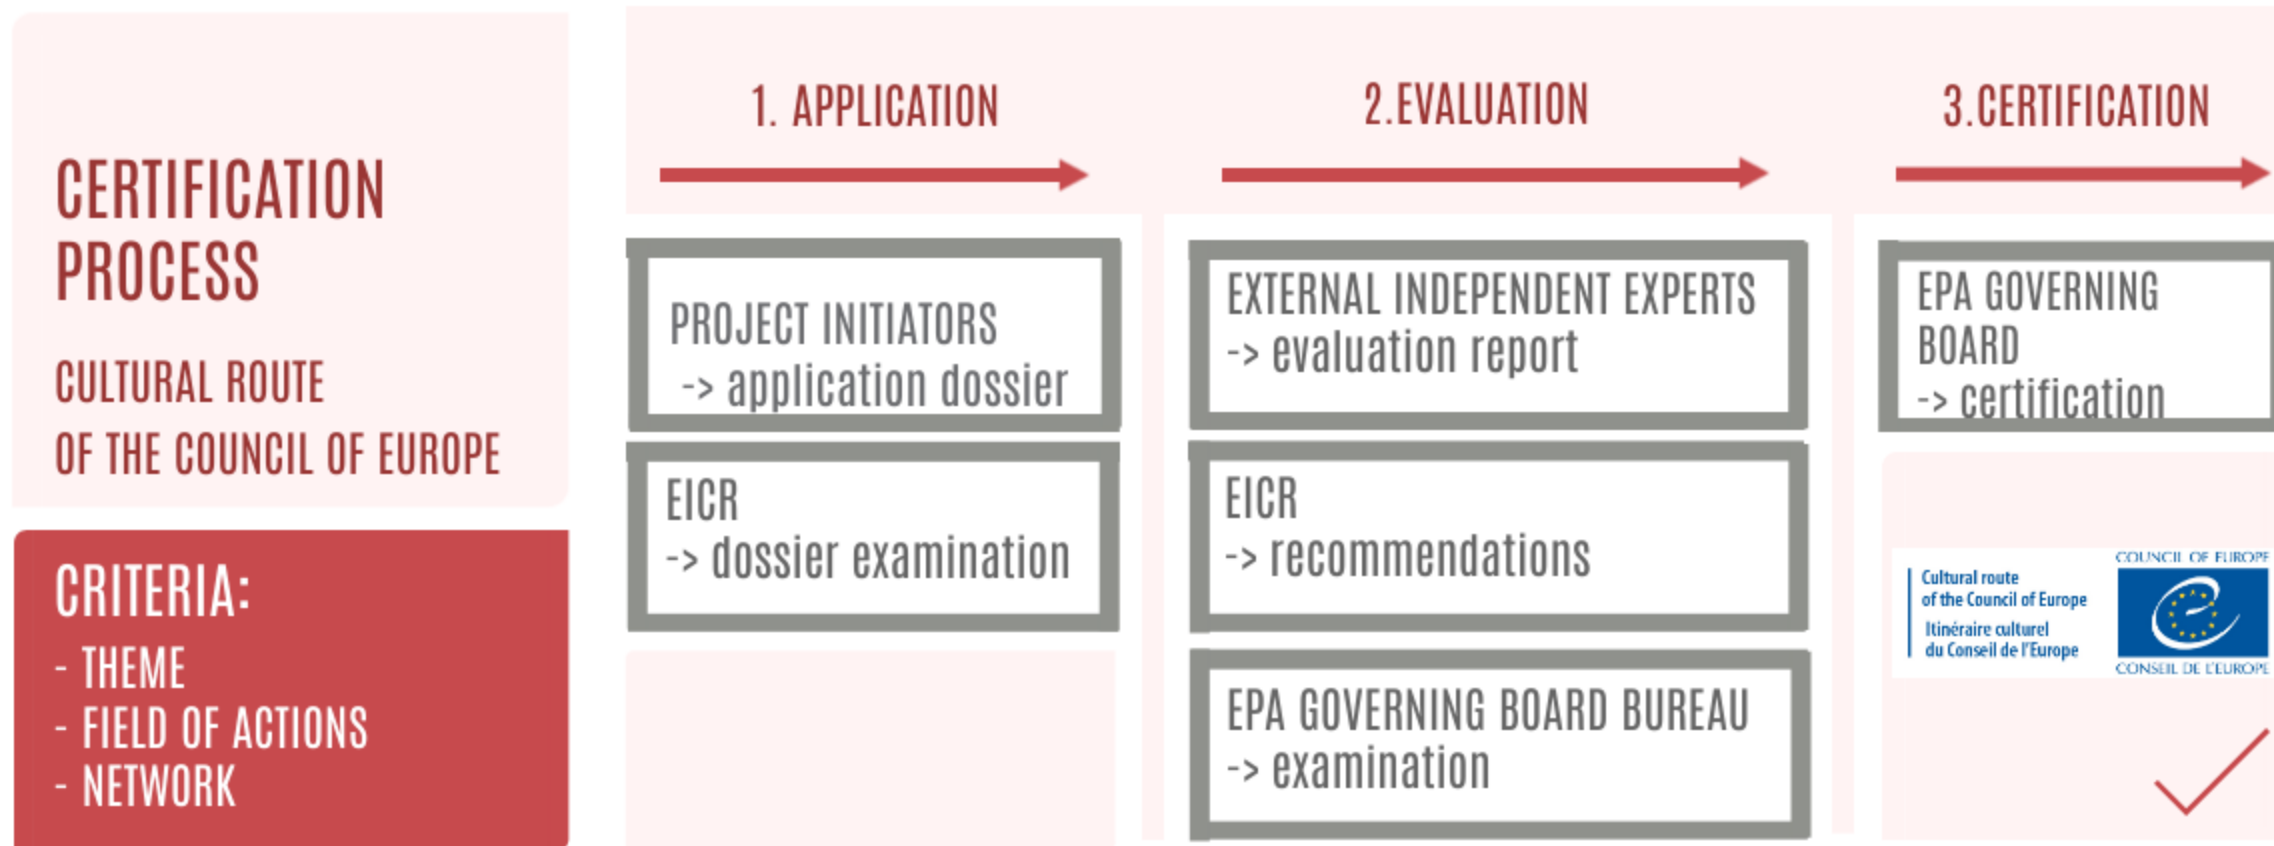 CERTIFICATION
PROCESS
CULTURAL ROUTE
OF THE COUNCIL OF EUROPE
CRITERIA:
- THEME
- FIELD OF ACTIONS
- NETWORK
1. APPLICATION
PROJECT INITIATORS
-> application dossier
EICR
-> dossier examination
2.EVALUATION
EXTERNAL INDEPENDENT EXPERTS
-> evaluation report
EICR
-> recommendations
EPA GOVERNING BOARD BUREAU
-> examination
3.CERTIFICATION
EPA GOVERNING
BOARD
-> certification
Cultural route
of the Council of Europe
Itinéraire culturel
du Conseil de l'Europe
COUNCIL OF EUROPE
CONSEIL DE L'EUROPE